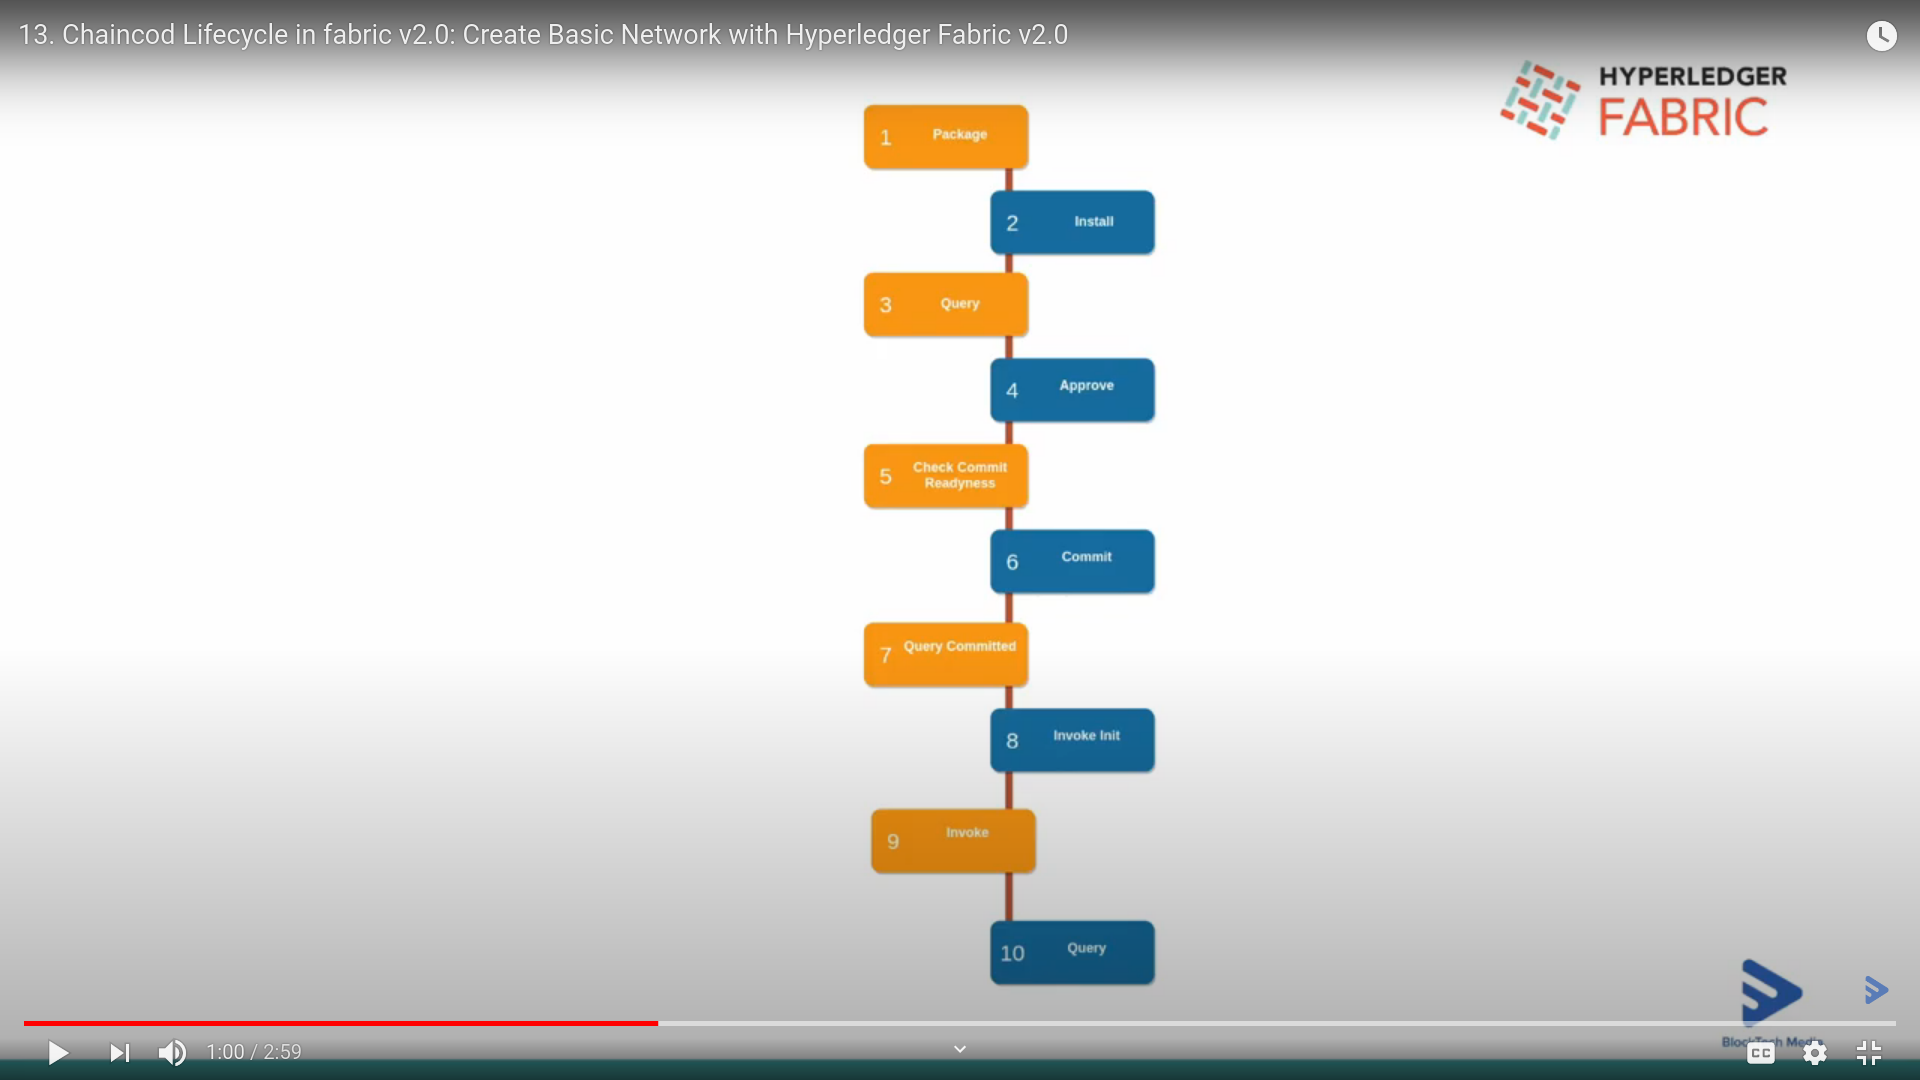 13. Chaincod Lifecycle in fabric v2.0: Create Basic Network with Hyperledger Fabric v2.0
HYPERLEDGER
FABRIC
1 Package
2 Install
3 Query
4 Approve
5 Check Commit
Readyness
6 Commit
7 Query Committed
8 Invoke Init
9 Invoke
10 Query
1:00 / 2:59
CC